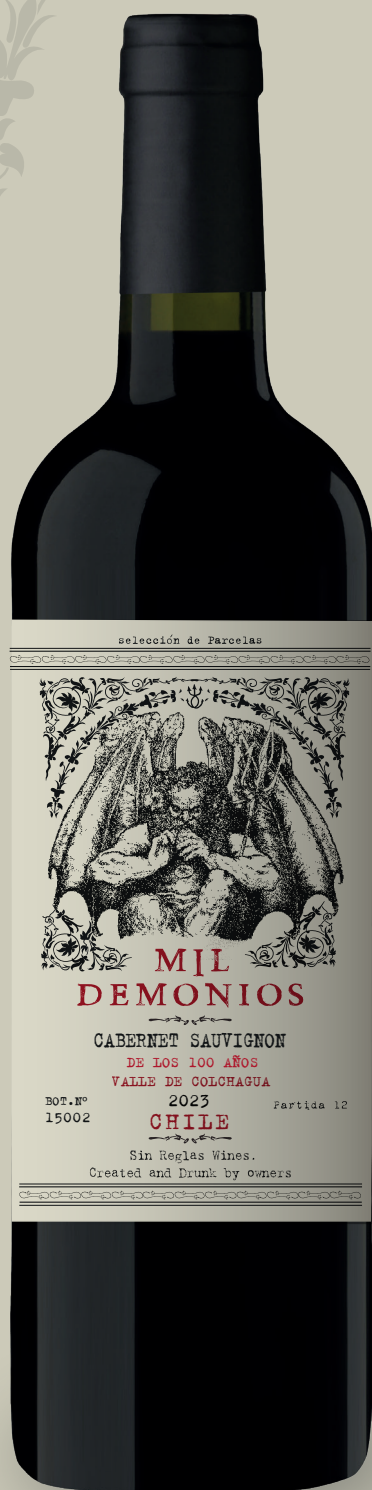 selección de Parcelas
MIL
DEMONIOS
CABERNET SAUVIGNON
DE LOS 100 AÑOS
VALLE DE COLCHAGUA
BOT.Nº
15002
2023
Partida 12
CHILE
Sin Reglas Wines.
Created and Drunk by owners